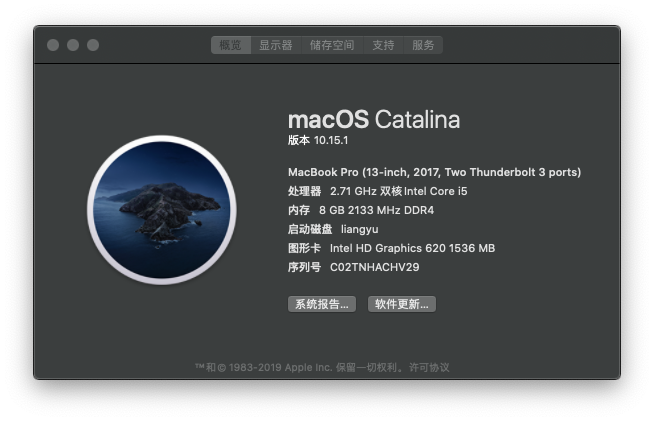 概览 显示器 储存空间 支持 服务
macOS Catalina
版本 10.15.1
MacBook Pro (13-inch, 2017, Two Thunderbolt 3 ports)
处理器 2.71 GHz 双核Intel Core i5
内存 8 GB 2133 MHz DDR4
启动磁盘 liangyu
图形卡 Intel HD Graphics 620 1536 MB
序列号 C02TNHACHV29
系统报告... 软件更新...
™和© 1983-2019 Apple Inc. 保留一切权利。许可协议